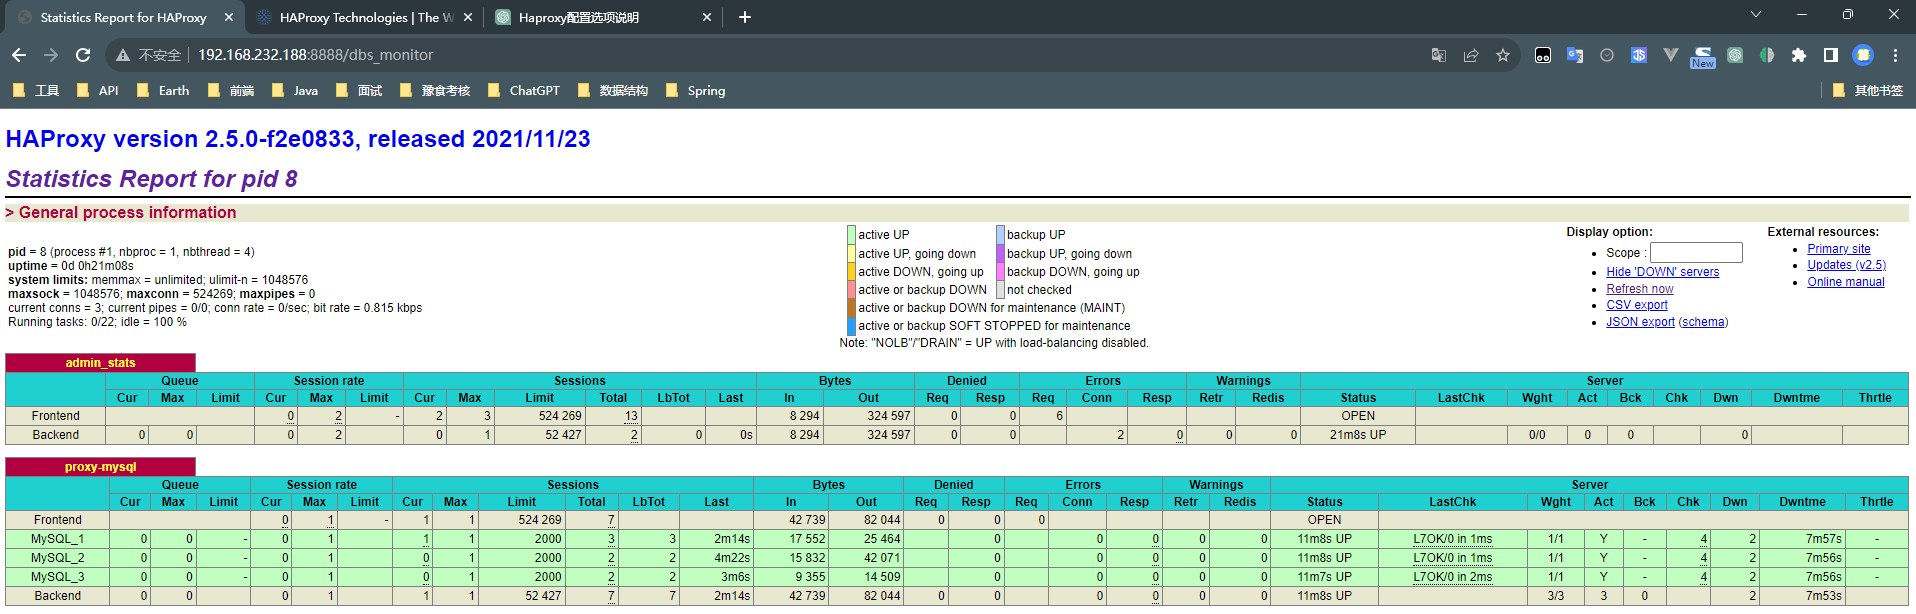 Statistics Report for HAProxy
HAProxy Technologies | The W
Haproxy配置选项说明
不安全 192.168.232.188:8888/dbs_monitor
New
工具 API Earth 前端 Java 面试 豫食考核 ChatGPT 数据结构 Spring 其他书签
HAProxy version 2.5.0-f2e0833, released 2021/11/23
Statistics Report for pid 8
> General process information
pid = 8 (process #1, nbproc = 1, nbthread = 4)
uptime = 0d 0h21m08s
system limits: memmax = unlimited; ulimit-n = 1048576
maxsock = 1048576; maxconn = 524269; maxpipes = 0
current conns = 3; current pipes = 0/0; conn rate = 0/sec; bit rate = 0.815 kbps
Running tasks: 0/22; idle = 100 %
active UP backup UP
active UP, going down backup UP, going down
active DOWN, going up backup DOWN, going up
active or backup DOWN not checked
active or backup DOWN for maintenance (MAINT)
active or backup SOFT STOPPED for maintenance
Note: "NOLB"/"DRAIN" = UP with load-balancing disabled.
Display option:
Scope :
Hide 'DOWN' servers
Refresh now
CSV export
JSON export (schema)
External resources:
Primary site
Updates (v2.5)
Online manual
admin_stats
Queue Session rate Sessions Bytes Denied Errors Warnings Server
Cur Max Limit Cur Max Limit Cur Max Limit Total LbTot Last In Out Req Resp Req Conn Resp Retr Redis Status LastChk Wght Act Bck Chk Dwn Dwntme Thrtle
Frontend 0 2 - 2 3 524 269 13 8 294 324 597 0 0 6 OPEN
Backend 0 0 0 2 0 1 52 427 2 0 0s 8 294 324 597 0 0 2 0 0 0 21m8s UP 0/0 0 0 0
proxy-mysql
Queue Session rate Sessions Bytes Denied Errors Warnings Server
Cur Max Limit Cur Max Limit Cur Max Limit Total LbTot Last In Out Req Resp Req Conn Resp Retr Redis Status LastChk Wght Act Bck Chk Dwn Dwntme Thrtle
Frontend 0 1 - 1 1 524 269 7 42 739 82 044 0 0 0 OPEN
MySQL_1 0 0 - 0 1 1 1 2000 3 3 2m14s 17 552 25 464 0 0 0 0 0 11m8s UP L7OK/0 in 1ms 1/1 Y - 4 2 7m57s -
MySQL_2 0 0 - 0 1 0 1 2000 2 2 4m22s 15 832 42 071 0 0 0 0 0 11m8s UP L7OK/0 in 1ms 1/1 Y - 4 2 7m56s -
MySQL_3 0 0 - 0 1 0 1 2000 2 2 3m6s 9 355 14 509 0 0 0 0 0 11m7s UP L7OK/0 in 2ms 1/1 Y - 4 2 7m56s -
Backend 0 0 0 1 1 1 52 427 7 7 2m14s 42 739 82 044 0 0 0 0 0 0 11m8s UP 3/3 3 0 2 7m53s